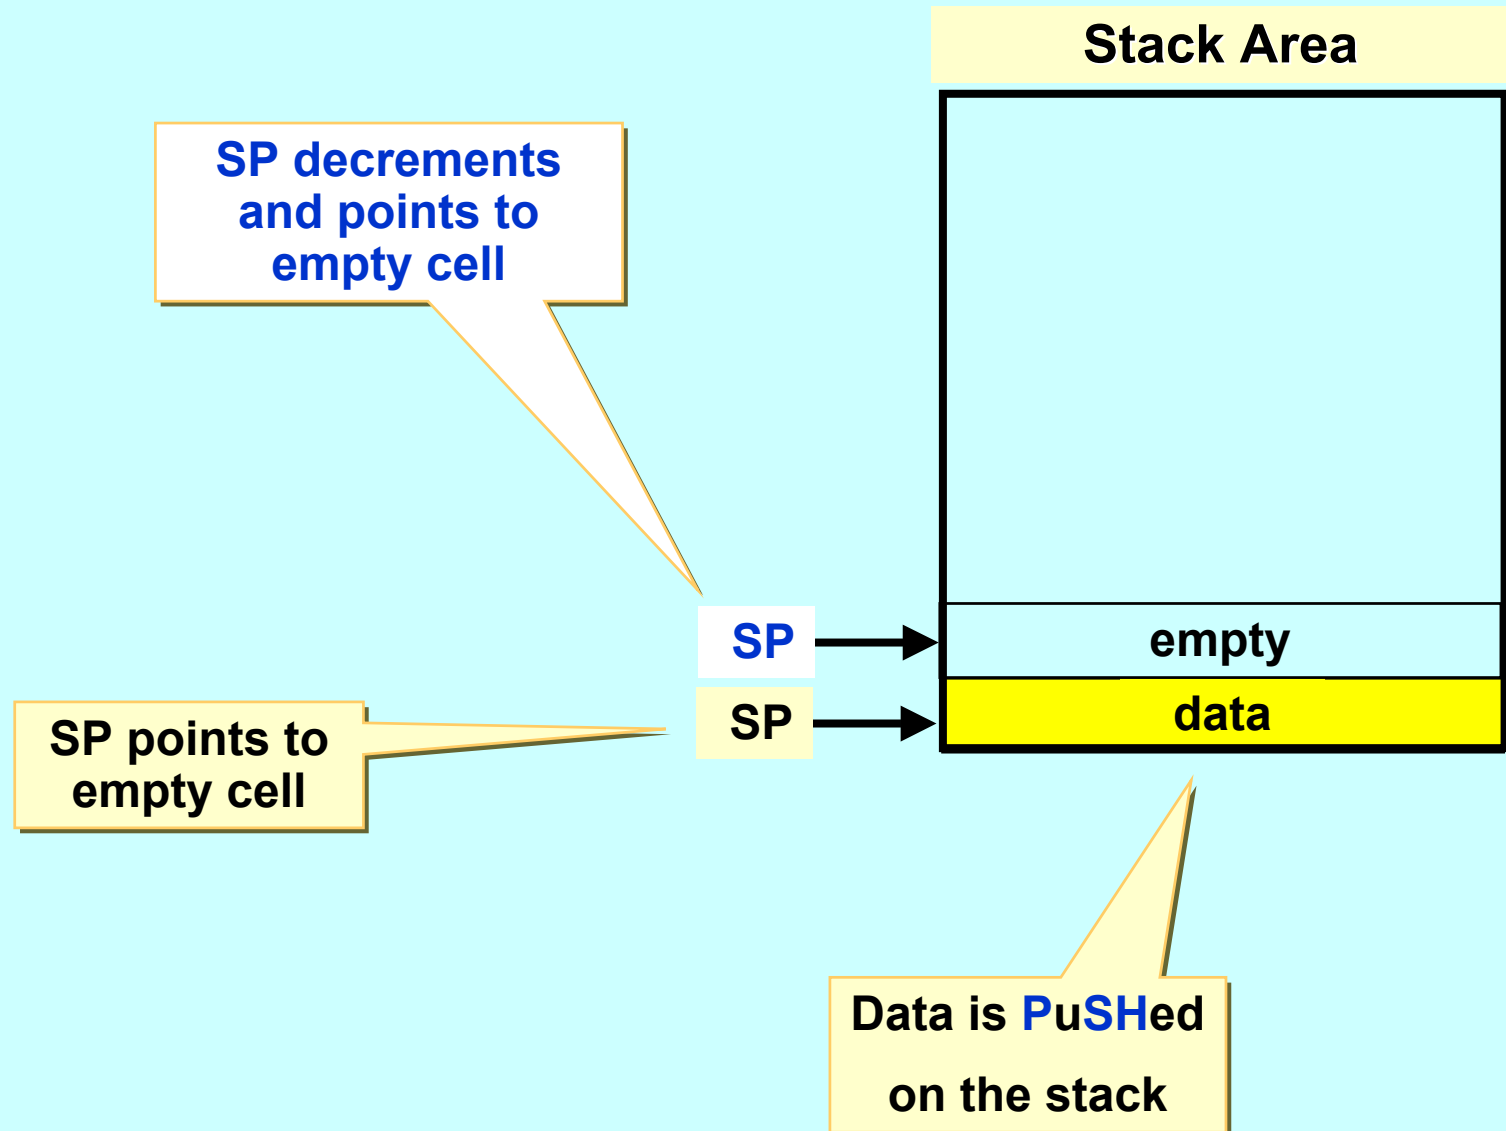 Stack Area
SP decrements
and points to
empty cell
SP
empty
SP
data
SP points to
empty cell
Data is PuSHed
on the stack